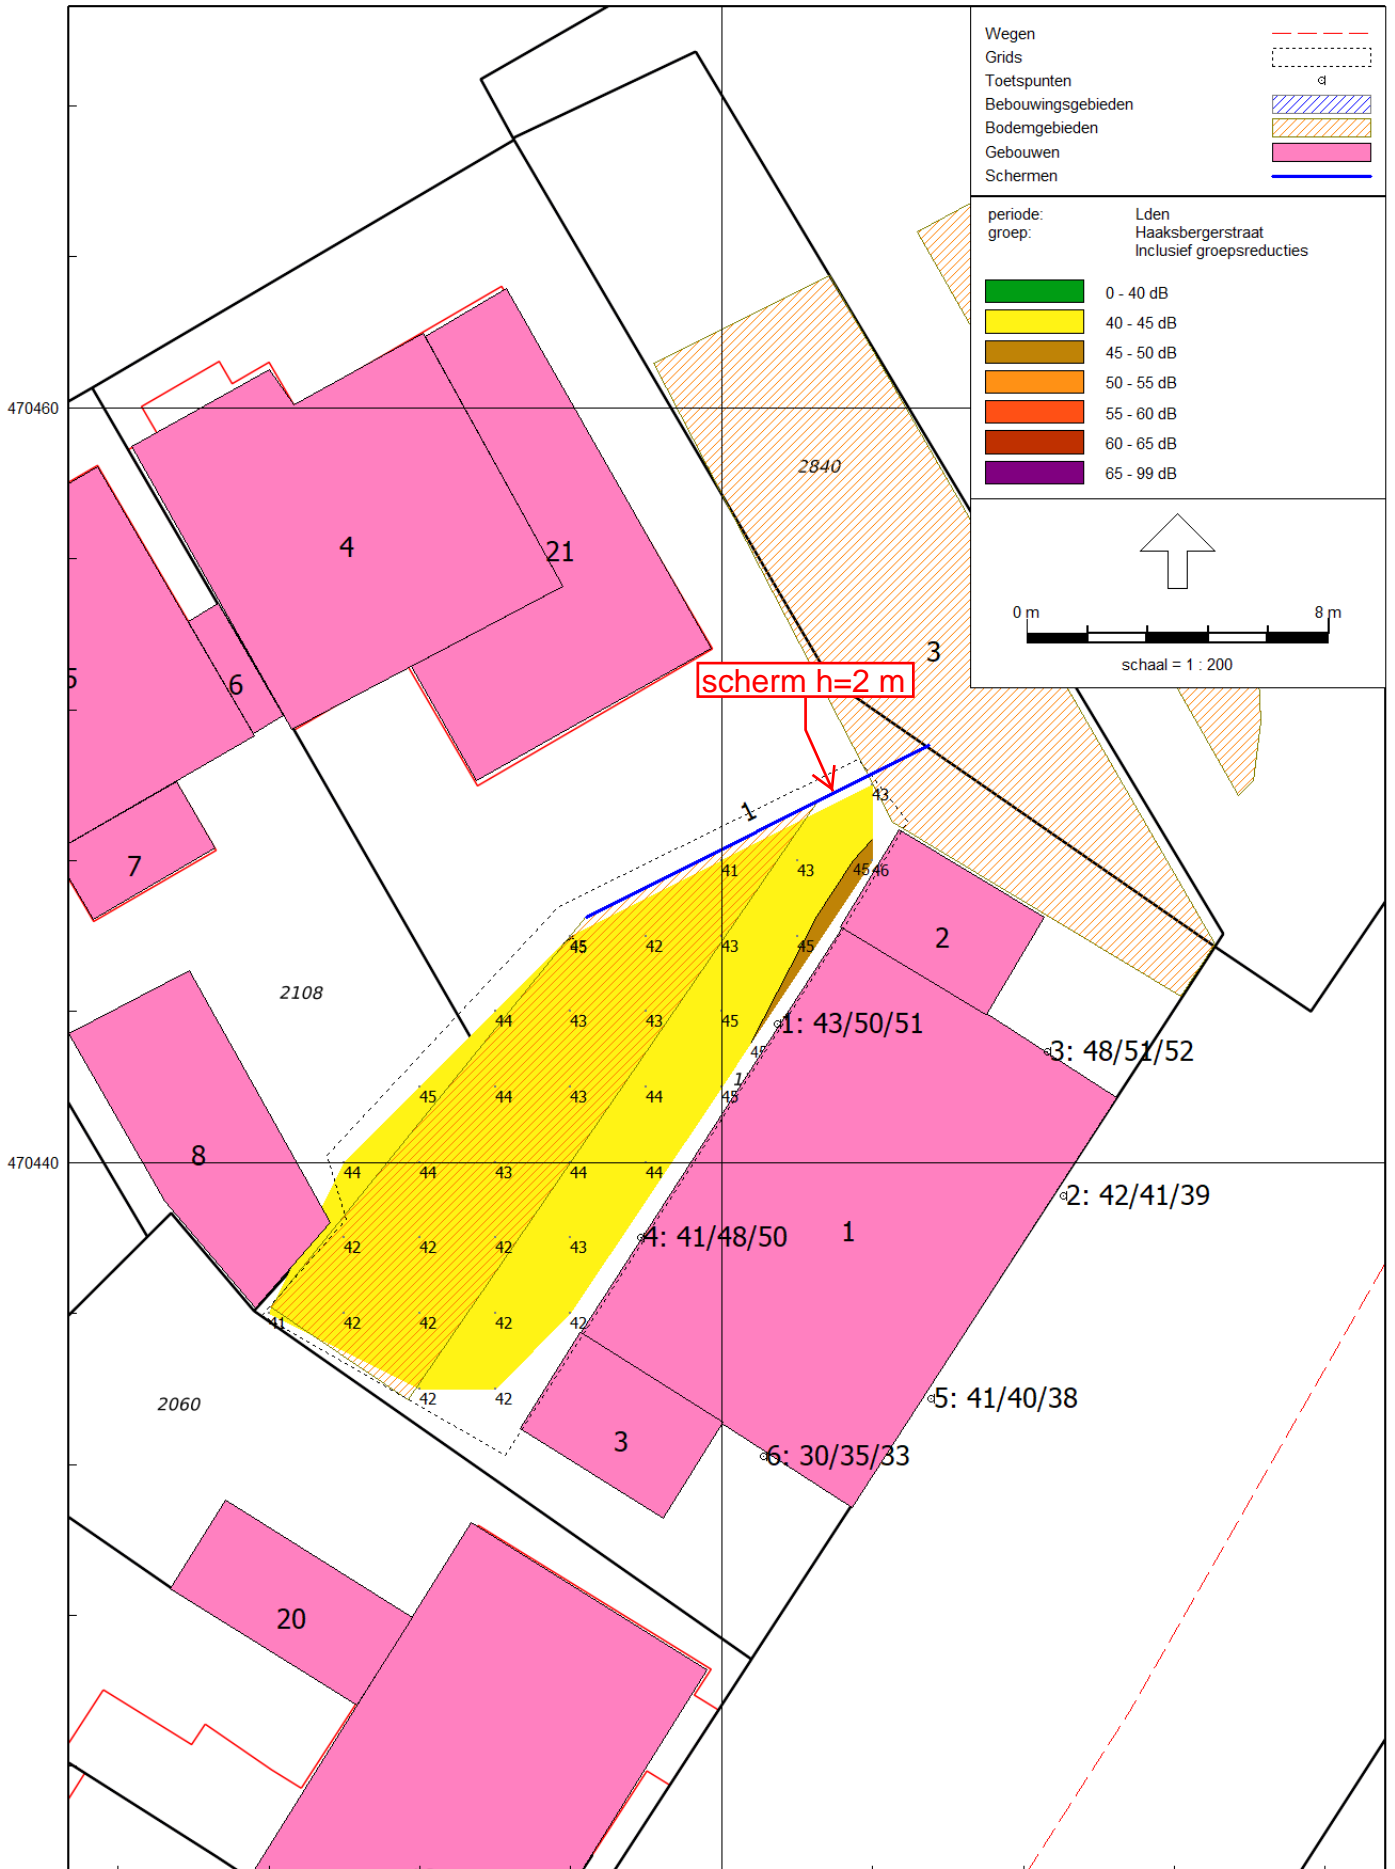 Wegen
Grids
Toetspunten
Bebouwingsgebieden
Bodemgebieden
Gebouwen
Schermen
periode: Lden
groep: Haaksbergerstraat
Inclusief groepsreducties
0 - 40 dB
40 - 45 dB
45 - 50 dB
50 - 55 dB
55 - 60 dB
60 - 65 dB
65 - 99 dB
0 m 8 m
schaal = 1 : 200
470460
2840
4
21
3
5
6
scherm h=2 m
1
43
7
41 43 45 46
2
45 42 43 45
2108
44 43 43 45
1: 43/50/51
45
3: 48/51/52
1
45 44 43 44 45
8
470440
44 44 43 44 44
2: 42/41/39
1
42 42 42 43
4: 41/48/50
41 42 42 42 42
42 42
2060
5: 41/40/38
3
6: 30/35/33
20